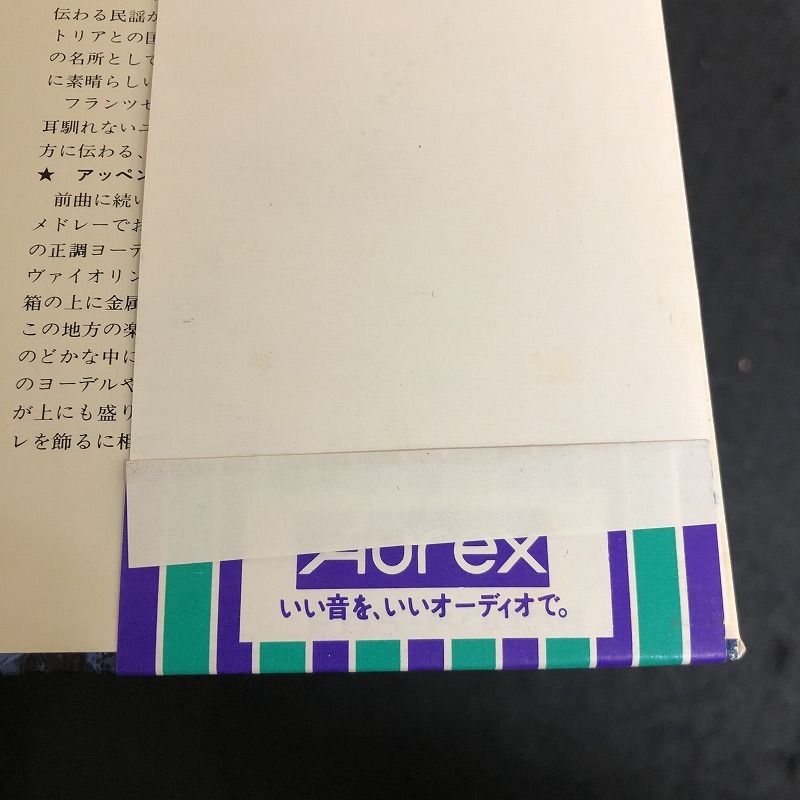 伝わる民謡が
トリアとの国
の名所として
に素晴らしい
フランツセ
耳馴れないニ
方に伝わる、
★ アッペン
前曲に続い
メドレーでお
の正調ヨーデ
ヴァイオリン
箱の上に金属
この地方の楽
のどかな中に
のヨーデルや
が上にも盛り
レを飾るに相
Aurex
いい音を、いいオーディオで。